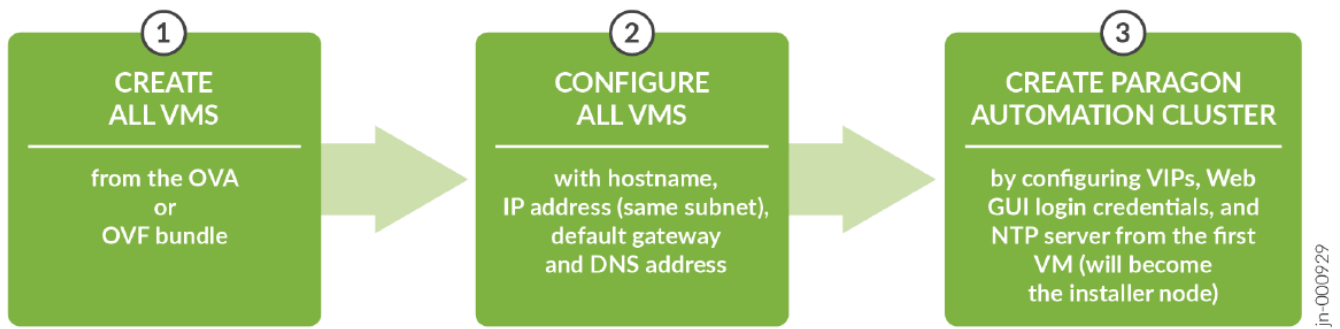 1
CREATE
ALL VMS
from the OVA
or
OVF bundle
2
CONFIGURE
ALL VMS
with hostname,
IP address (same subnet),
default gateway
and DNS address
3
CREATE PARAGON
AUTOMATION CLUSTER
by configuring VIPs, Web
GUI login credentials, and
NTP server from the first
VM (will become
the installer node)
jn-000929